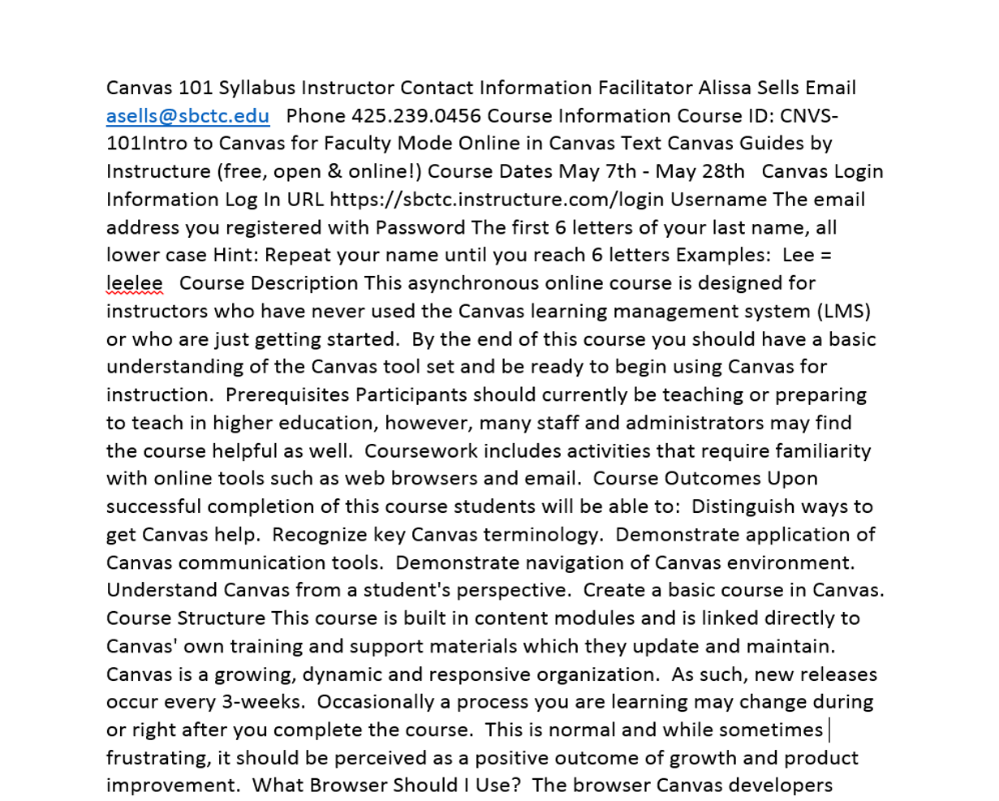 Canvas 101 Syllabus Instructor Contact Information Facilitator Alissa Sells Email
asells@sbctc.edu   Phone 425.239.0456 Course Information Course ID: CNVS-
101Intro to Canvas for Faculty Mode Online in Canvas Text Canvas Guides by
Instructure (free, open & online!) Course Dates May 7th - May 28th   Canvas Login
Information Log In URL https://sbctc.instructure.com/login Username The email
address you registered with Password The first 6 letters of your last name, all
lower case Hint: Repeat your name until you reach 6 letters Examples:  Lee =
leelee   Course Description This asynchronous online course is designed for
instructors who have never used the Canvas learning management system (LMS)
or who are just getting started.  By the end of this course you should have a basic
understanding of the Canvas tool set and be ready to begin using Canvas for
instruction.  Prerequisites Participants should currently be teaching or preparing
to teach in higher education, however, many staff and administrators may find
the course helpful as well.  Coursework includes activities that require familiarity
with online tools such as web browsers and email.  Course Outcomes Upon
successful completion of this course students will be able to:  Distinguish ways to
get Canvas help.  Recognize key Canvas terminology.  Demonstrate application of
Canvas communication tools.  Demonstrate navigation of Canvas environment.
Understand Canvas from a student's perspective.  Create a basic course in Canvas.
Course Structure This course is built in content modules and is linked directly to
Canvas' own training and support materials which they update and maintain.
Canvas is a growing, dynamic and responsive organization.  As such, new releases
occur every 3-weeks.  Occasionally a process you are learning may change during
or right after you complete the course.  This is normal and while sometimes
frustrating, it should be perceived as a positive outcome of growth and product
improvement.  What Browser Should I Use?  The browser Canvas developers